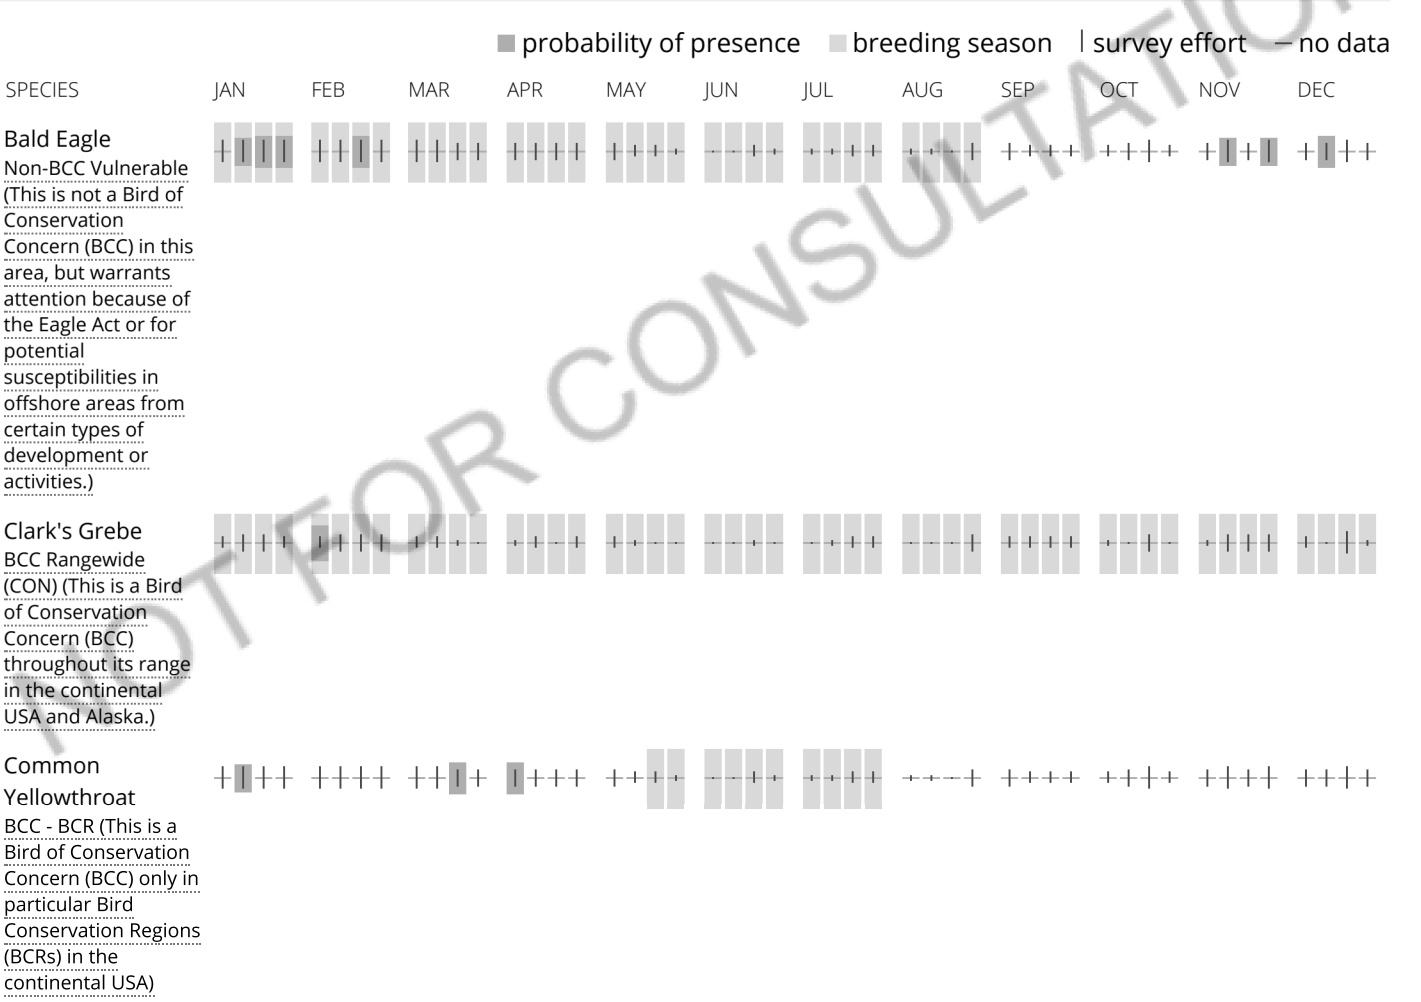 probability of presence breeding season survey effort no data
SPECIES JAN FEB MAR APR MAY JUN JUL AUG SEP OCT NOV DEC
Bald Eagle
Non-BCC Vulnerable
(This is not a Bird of
Conservation
Concern (BCC) in this
area, but warrants
attention because of
the Eagle Act or for
potential
susceptibilities in
offshore areas from
certain types of
development or
activities.)
Clark's Grebe
BCC Rangewide
(CON) (This is a Bird
of Conservation
Concern (BCC)
throughout its range
in the continental
USA and Alaska.)
Common
Yellowthroat
BCC - BCR (This is a
Bird of Conservation
Concern (BCC) only in
particular Bird
Conservation Regions
(BCRs) in the
continental USA)
NOT FOR CONSULTATIO